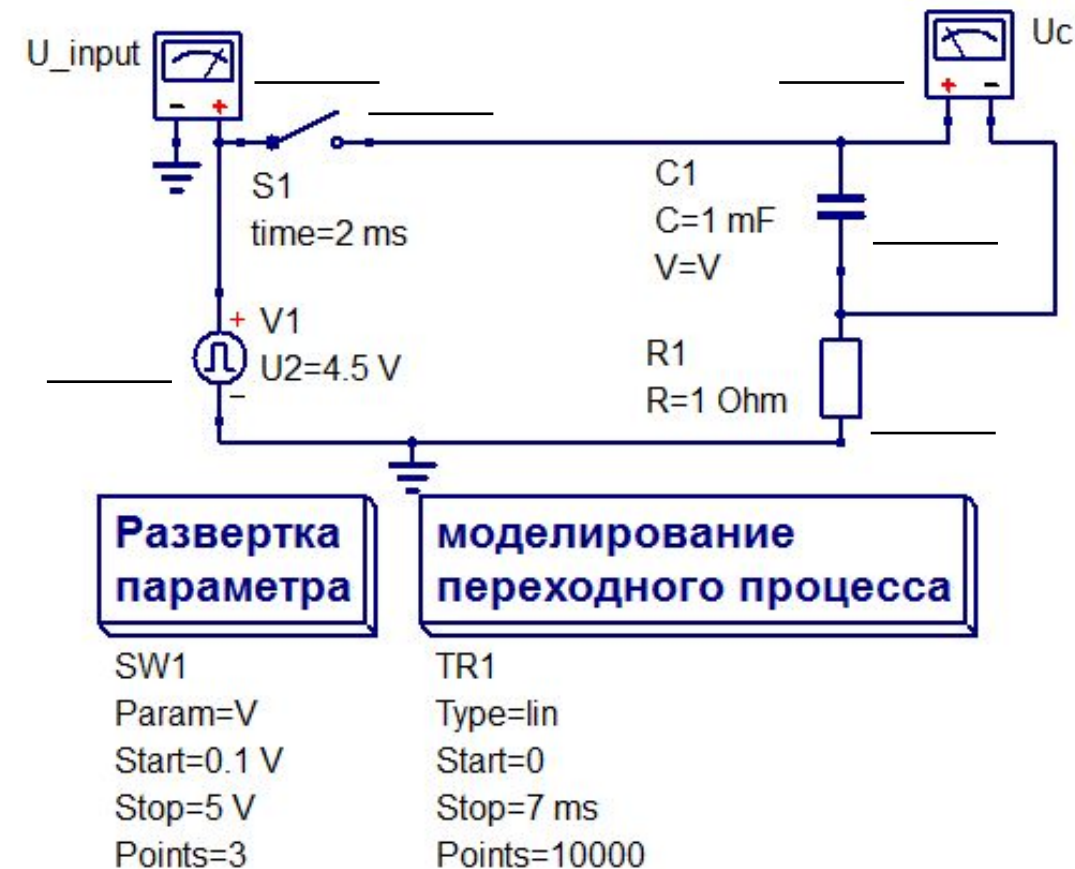 U_input
Uc
S1
time=2 ms
C1
C=1 mF
V=V
V1
U2=4.5 V
R1
R=1 Ohm
Развертка
параметра
моделирование
переходного процесса
SW1
Param=V
Start=0.1 V
Stop=5 V
Points=3
TR1
Type=lin
Start=0
Stop=7 ms
Points=10000